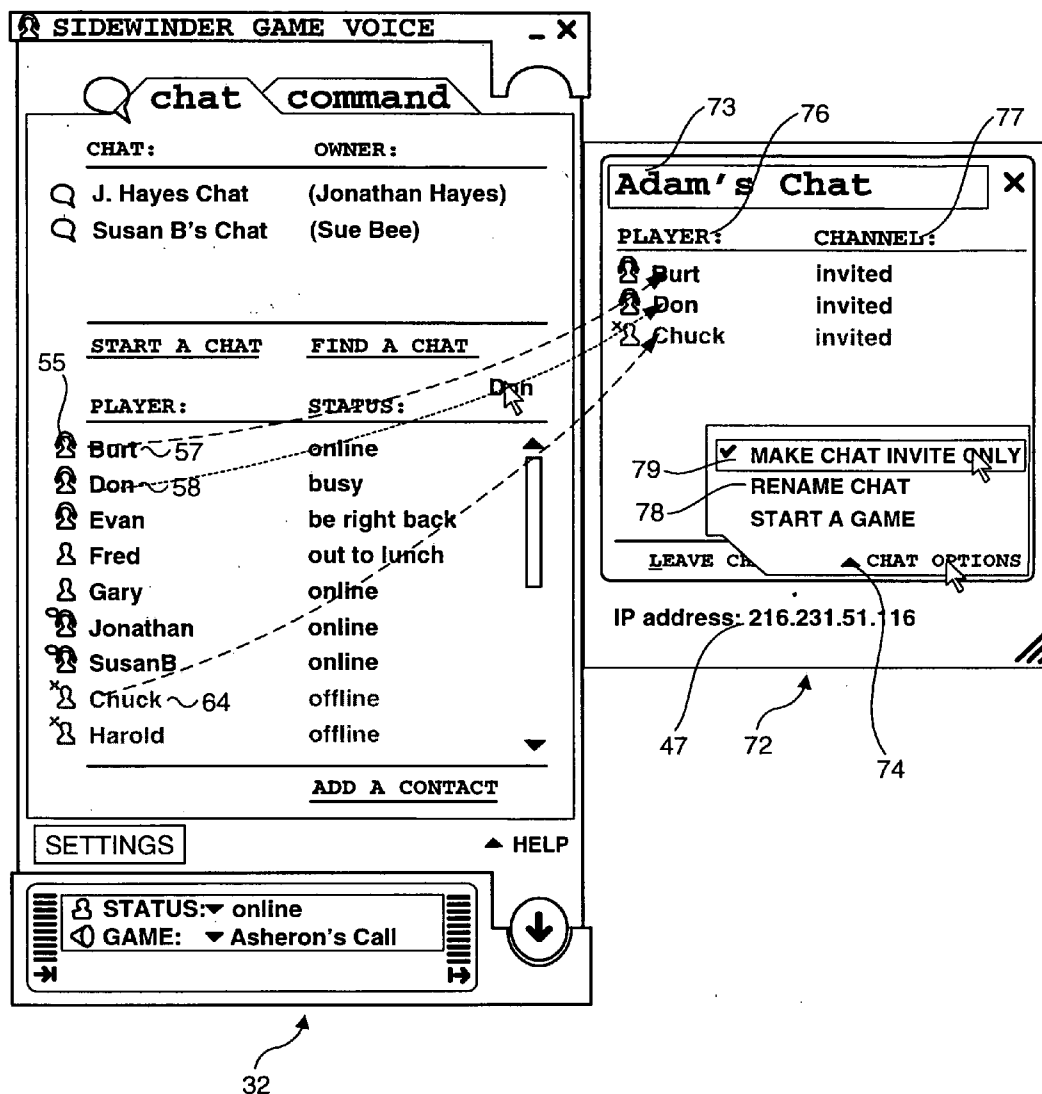 SIDEWINDER GAME VOICE
chat command
CHAT: OWNER:
J. Hayes Chat (Jonathan Hayes)
Susan B's Chat (Sue Bee)
START A CHAT FIND A CHAT
Don
55
PLAYER: STATUS:
Burt 57 online
Don 58 busy
Evan be right back
Fred out to lunch
Gary online
Jonathan online
SusanB online
Chuck 64 offline
Harold offline
ADD A CONTACT
SETTINGS HELP
STATUS: online
GAME: Asheron's Call
32
73 76 77
Adam's Chat
PLAYER: CHANNEL:
Burt invited
Don invited
Chuck invited
79 MAKE CHAT INVITE ONLY
78 RENAME CHAT
START A GAME
LEAVE CH CHAT OPTIONS
IP address: 216.231.51.116
47 72 74